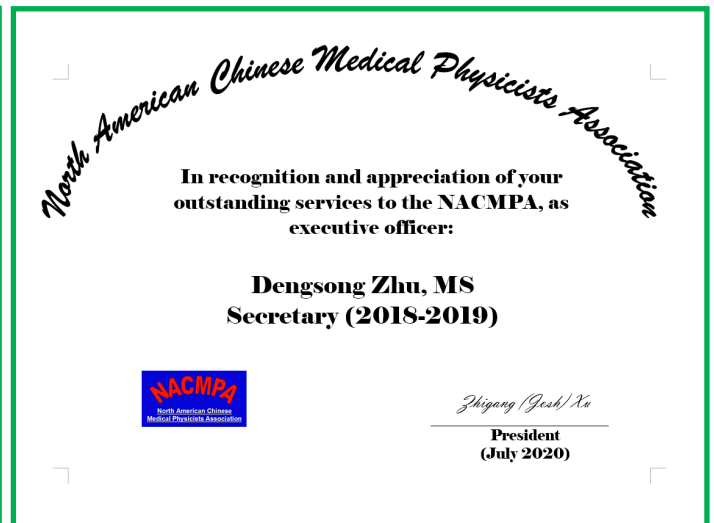 North American Chinese Medical Physicists Association
In recognition and appreciation of your
outstanding services to the NACMPA, as
executive officer:
Dengsong Zhu, MS
Secretary (2018-2019)
NACMPA
North American Chinese
Medical Physicists Association
Zhigang (Josh) Xu
President
(July 2020)